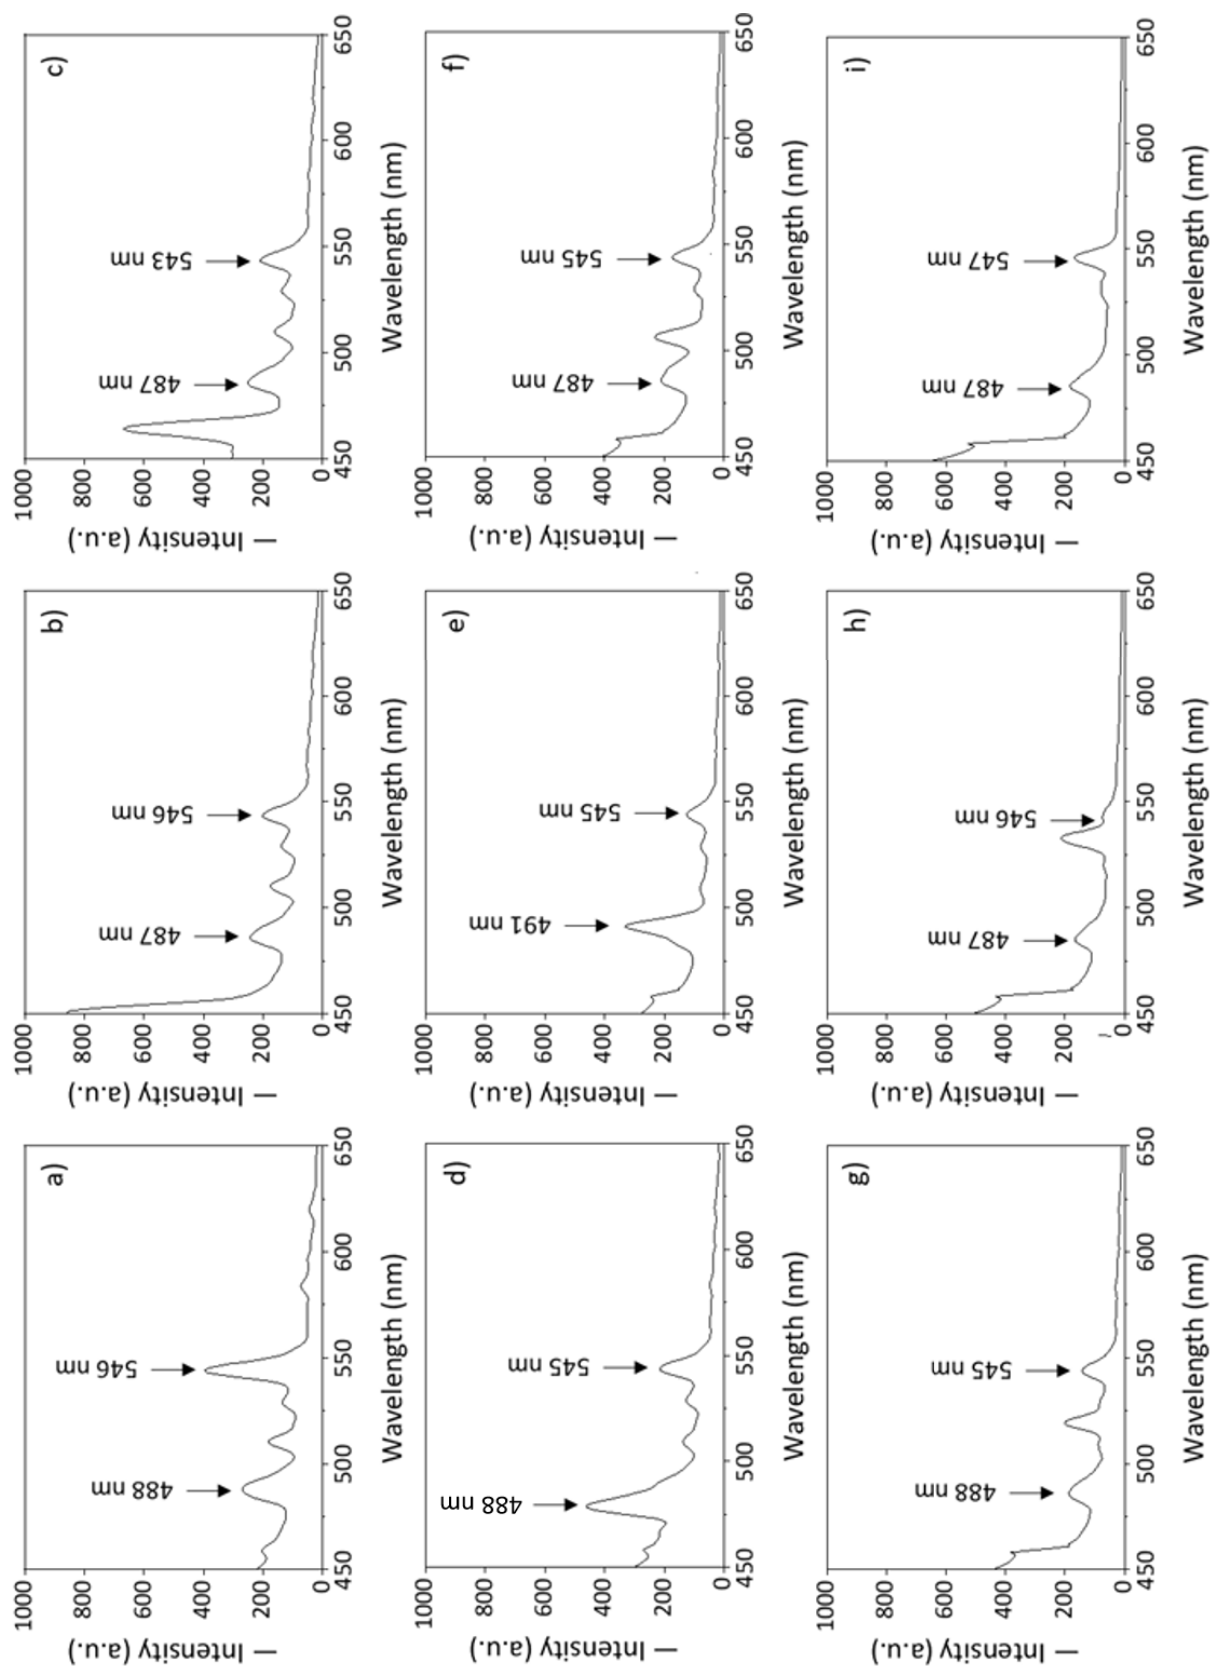 a)
546 nm
488 nm
— Intensity (a.u.)
1000
800
600
400
200
0
450
500
550
600
650
Wavelength (nm)
b)
546 nm
487 nm
— Intensity (a.u.)
1000
800
600
400
200
0
450
500
550
600
650
Wavelength (nm)
c)
543 nm
487 nm
— Intensity (a.u.)
1000
800
600
400
200
0
450
500
550
600
650
Wavelength (nm)
d)
545 nm
488 nm
— Intensity (a.u.)
1000
800
600
400
200
0
450
500
550
600
650
Wavelength (nm)
e)
545 nm
491 nm
— Intensity (a.u.)
1000
800
600
400
200
0
450
500
550
600
650
Wavelength (nm)
f)
545 nm
487 nm
— Intensity (a.u.)
1000
800
600
400
200
0
450
500
550
600
650
Wavelength (nm)
g)
545 nm
488 nm
— Intensity (a.u.)
1000
800
600
400
200
0
450
500
550
600
650
Wavelength (nm)
h)
546 nm
487 nm
— Intensity (a.u.)
1000
800
600
400
200
0
450
500
550
600
650
Wavelength (nm)
i)
547 nm
487 nm
— Intensity (a.u.)
1000
800
600
400
200
0
450
500
550
600
650
Wavelength (nm)